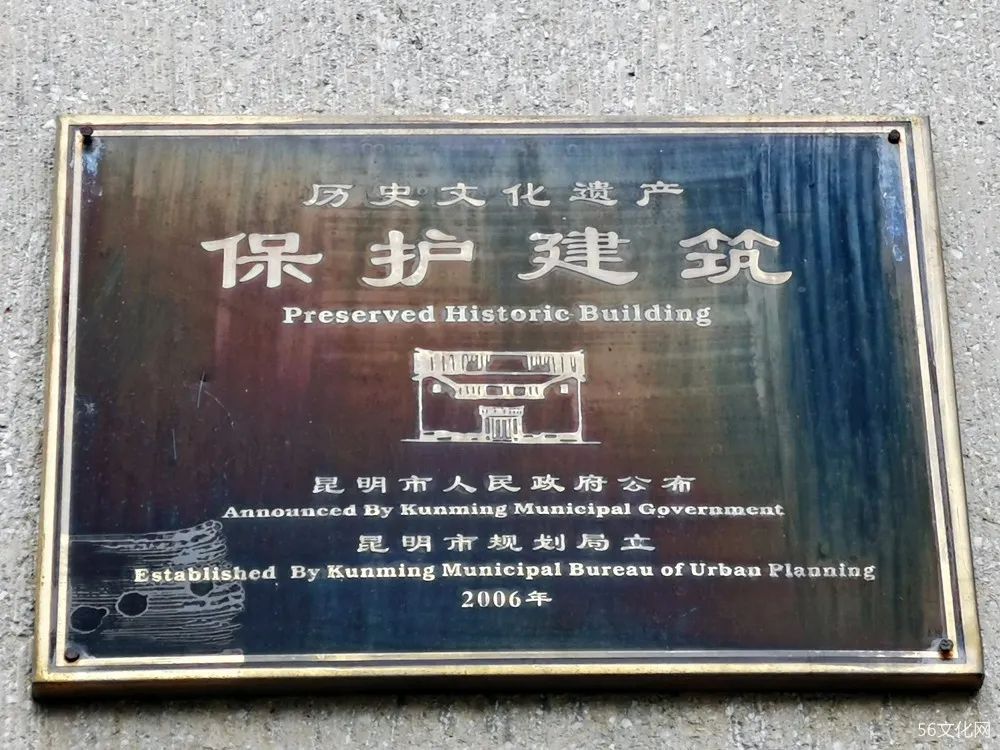 历史文化遗产
保护建筑
Preserved Historic Building
昆明市人民政府公布
Announced By Kunming Municipal Government
昆明市规划局立
Established By Kunming Municipal Bureau of Urban Planning
2006年
56文化网